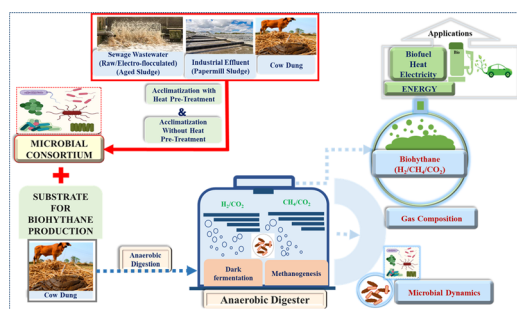 Applications
Sewage Wastewater
(Raw/Electro-flocculated)
(Aged Sludge)
Industrial Effluent
(Papermill Sludge)
Cow Dung
Biofuel
Heat
Electricity
ENERGY
Acclimatization with
Heat Pre-Treatment
&
Acclimatization
Without Heat
Pre-Treatment
MICROBIAL
CONSORTIUM
Biohythane
(H2/CH4/CO2)
SUBSTRATE
FOR
BIOHYTHANE
PRODUCTION
H2/CO2
CH4/CO2
Gas Composition
Anaerobic
Digestion
Dark
fermentation
Methanogenesis
Cow Dung
Anaerobic Digester
Microbial Dynamics